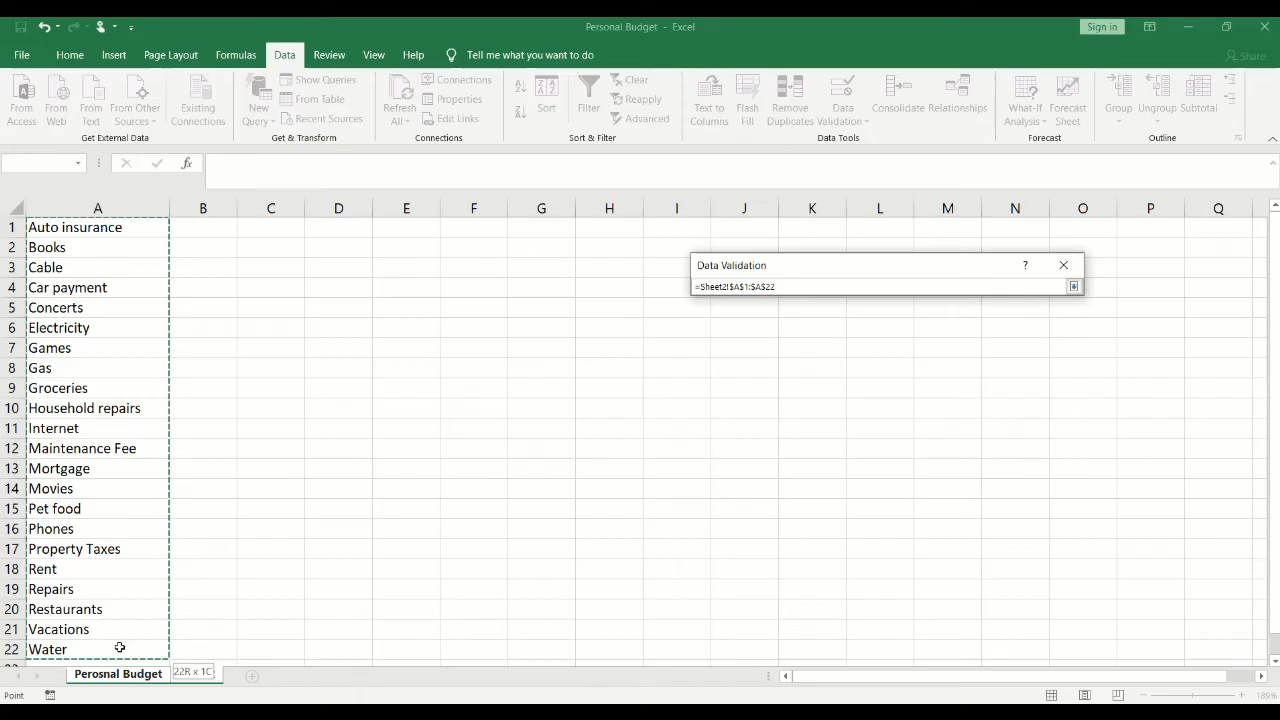 Personal Budget - Excel
Sign in
File Home Insert Page Layout Formulas Data Review View Help Tell me what you want to do
Share
From Access
From Web
From Text
From Other Sources
Existing Connections
Get External Data
New Query
Show Queries
From Table
Recent Sources
Get & Transform
Refresh All
Connections
Properties
Edit Links
Connections
Sort
Filter
Clear
Reapply
Advanced
Sort & Filter
Text to Columns
Flash Fill
Remove Duplicates
Data Validation
Consolidate
Relationships
Data Tools
What-If Analysis
Forecast Sheet
Forecast
Group
Ungroup
Subtotal
Outline
fx
A B C D E F G H I J K L M N O P Q
1 Auto insurance
2 Books
3 Cable
4 Car payment
5 Concerts
6 Electricity
7 Games
8 Gas
9 Groceries
10 Household repairs
11 Internet
12 Maintenance Fee
13 Mortgage
14 Movies
15 Pet food
16 Phones
17 Property Taxes
18 Rent
19 Repairs
20 Restaurants
21 Vacations
22 Water
Data Validation ?
=Sheet2!$A$1:$A$22
Perosnal Budget
22R x 1C
Point
189%